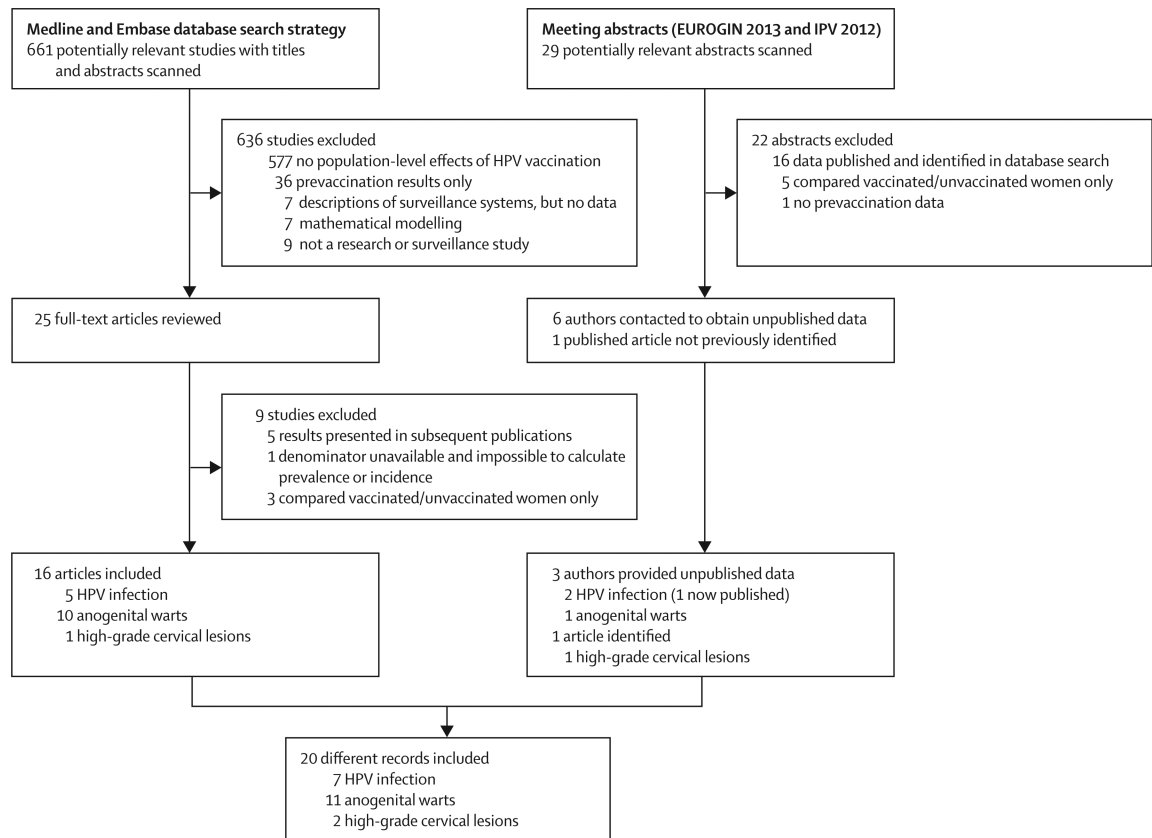 Medline and Embase database search strategy
661 potentially relevant studies with titles
and abstracts scanned
Meeting abstracts (EUROGIN 2013 and IPV 2012)
29 potentially relevant abstracts scanned
636 studies excluded
577 no population-level effects of HPV vaccination
36 prevaccination results only
7 descriptions of surveillance systems, but no data
7 mathematical modelling
9 not a research or surveillance study
22 abstracts excluded
16 data published and identified in database search
5 compared vaccinated/unvaccinated women only
1 no prevaccination data
25 full-text articles reviewed
6 authors contacted to obtain unpublished data
1 published article not previously identified
9 studies excluded
5 results presented in subsequent publications
1 denominator unavailable and impossible to calculate
prevalence or incidence
3 compared vaccinated/unvaccinated women only
16 articles included
5 HPV infection
10 anogenital warts
1 high-grade cervical lesions
3 authors provided unpublished data
2 HPV infection (1 now published)
1 anogenital warts
1 article identified
1 high-grade cervical lesions
20 different records included
7 HPV infection
11 anogenital warts
2 high-grade cervical lesions